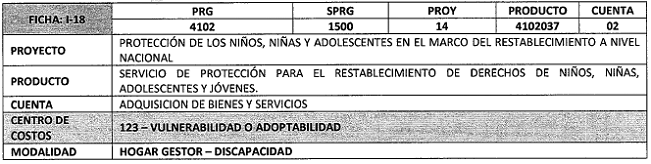 FICHA: I-18 PRG SPRG PROY PRODUCTO CUENTA
4102 1500 14 4102037 02
PROYECTO PROTECCIÓN DE LOS NIÑOS, NIÑAS Y ADOLESCENTES EN EL MARCO DEL RESTABLECIMIENTO A NIVEL
NACIONAL
PRODUCTO SERVICIO DE PROTECCIÓN PARA EL RESTABLECIMIENTO DE DERECHOS DE NIÑOS, NIÑAS,
ADOLESCENTES Y JÓVENES.
CUENTA ADQUISICION DE BIENES Y SERVICIOS
CENTRO DE
COSTOS 123 – VULNERABILIDAD O ADOPTABILIDAD
MODALIDAD HOGAR GESTOR – DISCAPACIDAD